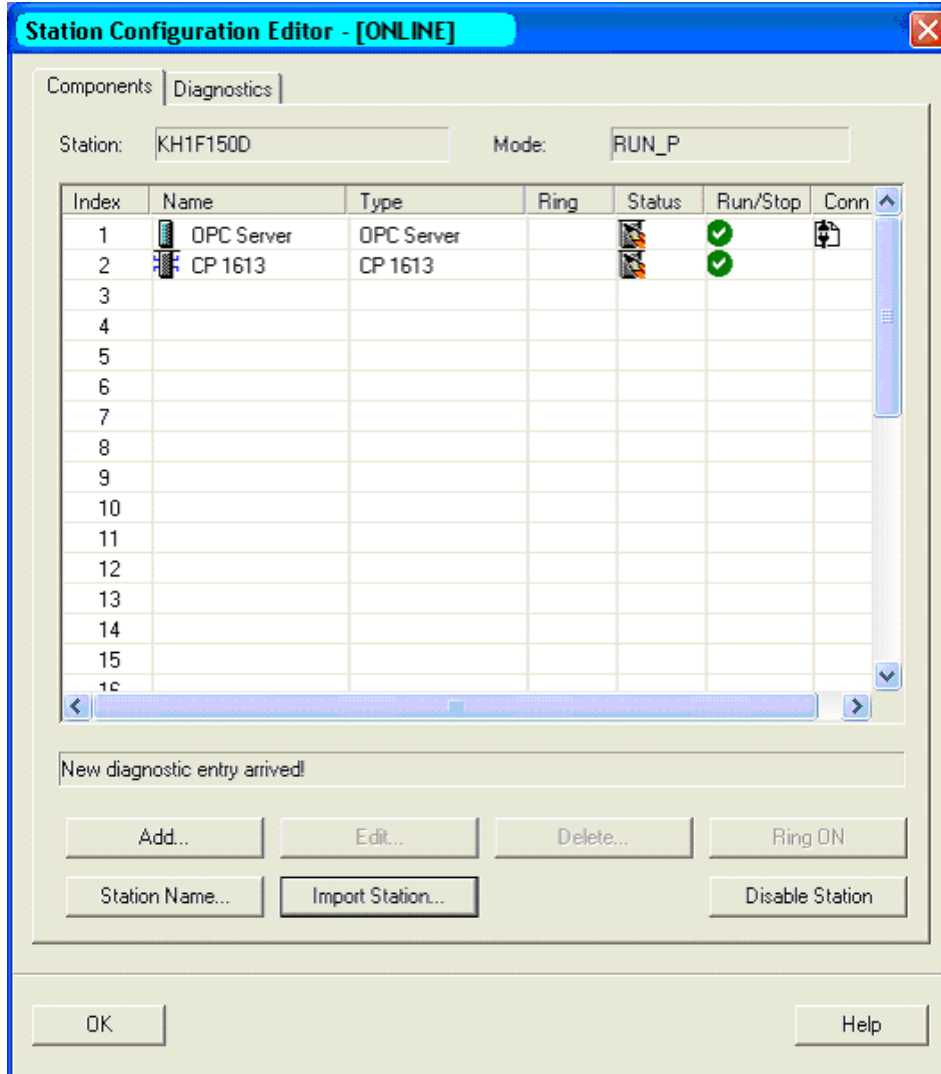 Station Configuration Editor - [ONLINE]
Components Diagnostics
Station: KH1F150D Mode: RUN_P
Index Name Type Ring Status Run/Stop Conn
1 OPC Server OPC Server
2 CP 1613 CP 1613
3
4
5
6
7
8
9
10
11
12
13
14
15
16
New diagnostic entry arrived!
Add... Edit... Delete... Ring ON
Station Name... Import Station... Disable Station
OK Help